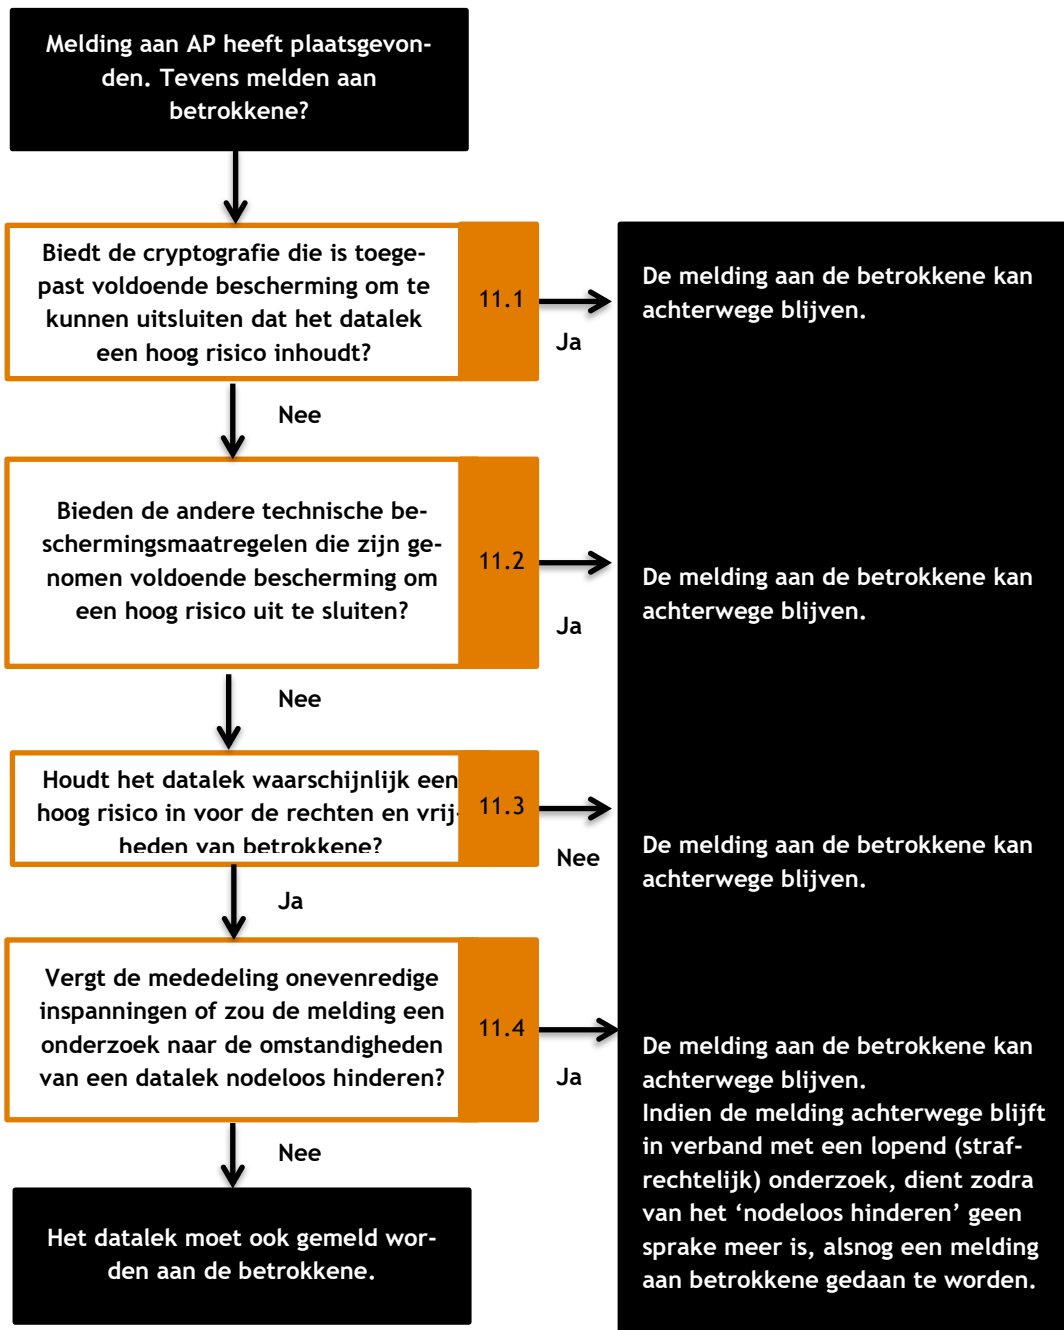 Melding aan AP heeft plaatsgevon-
den. Tevens melden aan
betrokkene?
Biedt de cryptografie die is toege-
past voldoende bescherming om te
kunnen uitsluiten dat het datalek
een hoog risico inhoudt?
11.1
Ja
De melding aan de betrokkene kan
achterwege blijven.
Nee
Bieden de andere technische be-
schermingsmaatregelen die zijn ge-
nomen voldoende bescherming om
een hoog risico uit te sluiten?
11.2
Ja
De melding aan de betrokkene kan
achterwege blijven.
Nee
Houdt het datalek waarschijnlijk een
hoog risico in voor de rechten en vrij-
heden van betrokkene?
11.3
Nee
De melding aan de betrokkene kan
achterwege blijven.
Ja
Vergt de mededeling onevenredige
inspanningen of zou de melding een
onderzoek naar de omstandigheden
van een datalek nodeloos hinderen?
11.4
Ja
De melding aan de betrokkene kan
achterwege blijven.
Indien de melding achterwege blijft
in verband met een lopend (straf-
rechtelijk) onderzoek, dient zodra
van het ‘nodeloos hinderen’ geen
sprake meer is, alsnog een melding
aan betrokkene gedaan te worden.
Nee
Het datalek moet ook gemeld wor-
den aan de betrokkene.